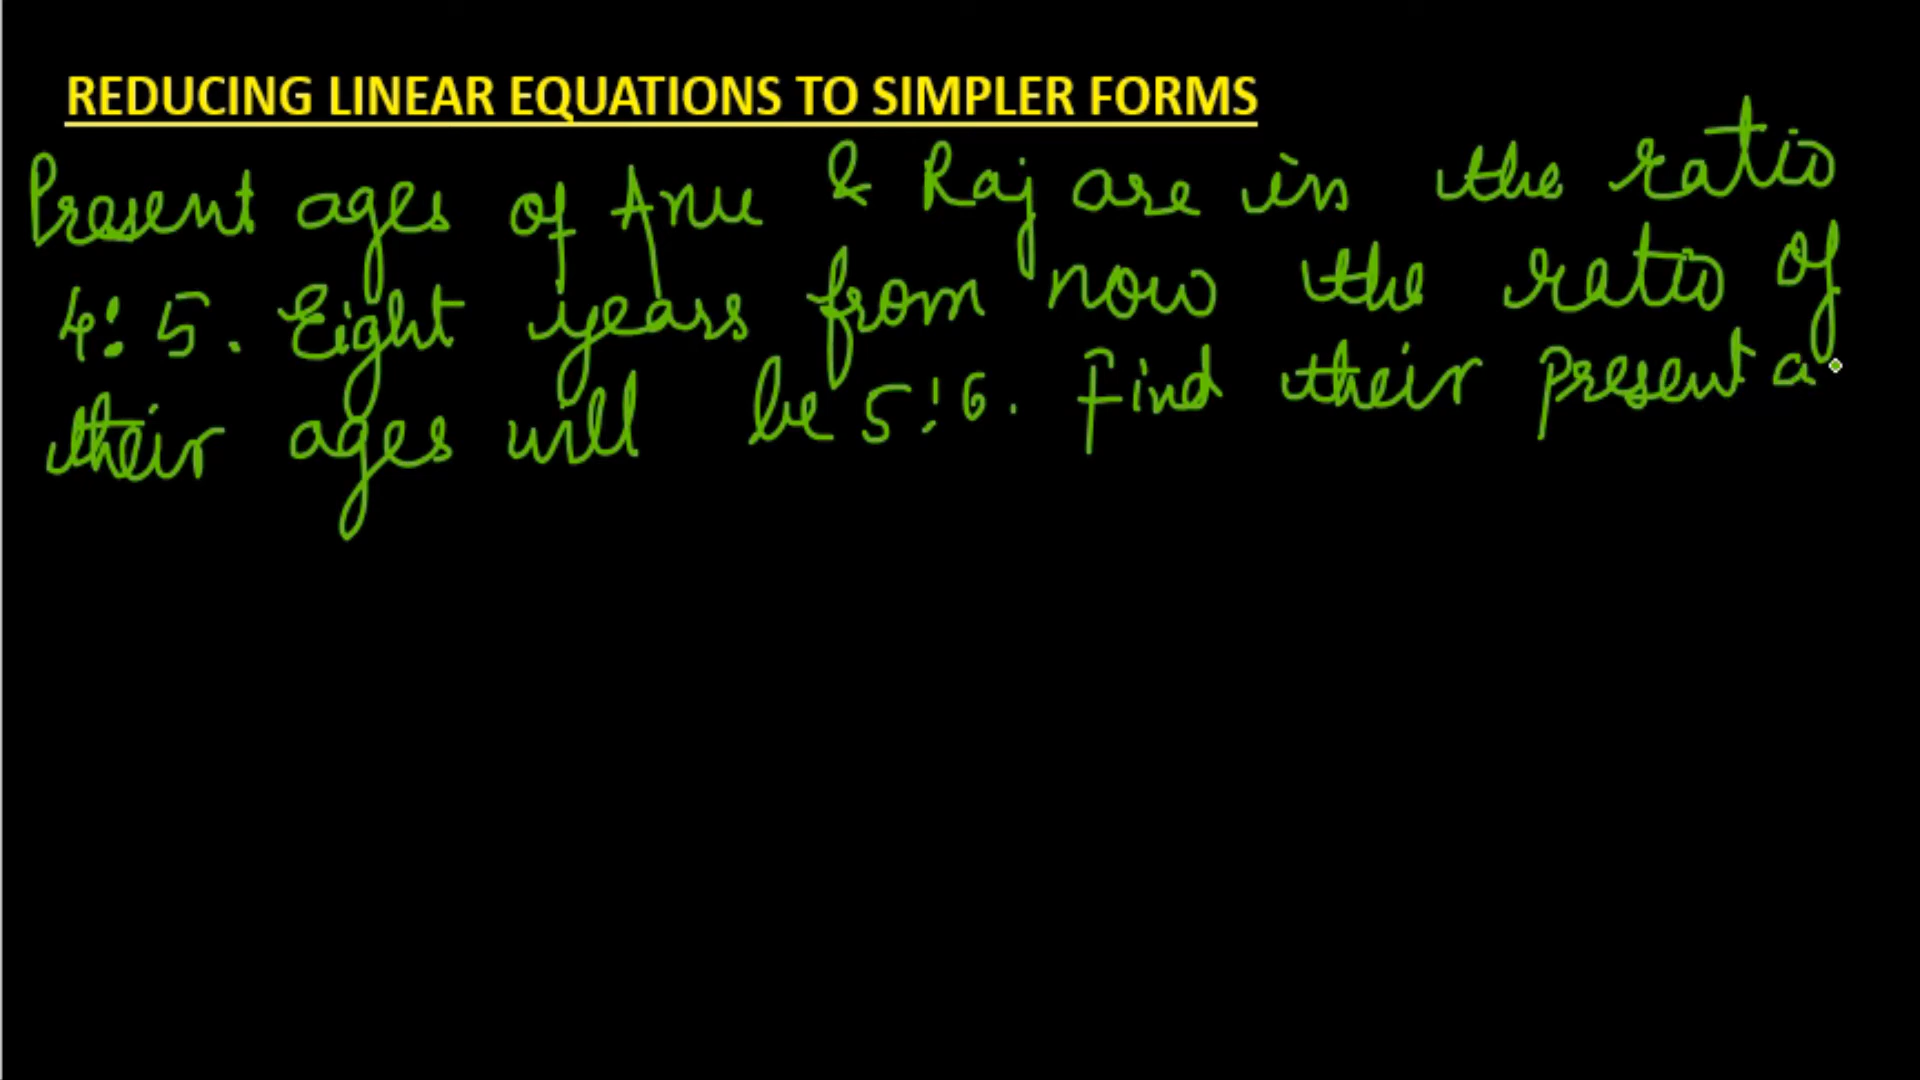 REDUCING LINEAR EQUATIONS TO SIMPLER FORMS
Present ages of Anu & Raj are in the ratio
4:5. Eight years from now the ratio of
their ages will be 5:6. Find their present a